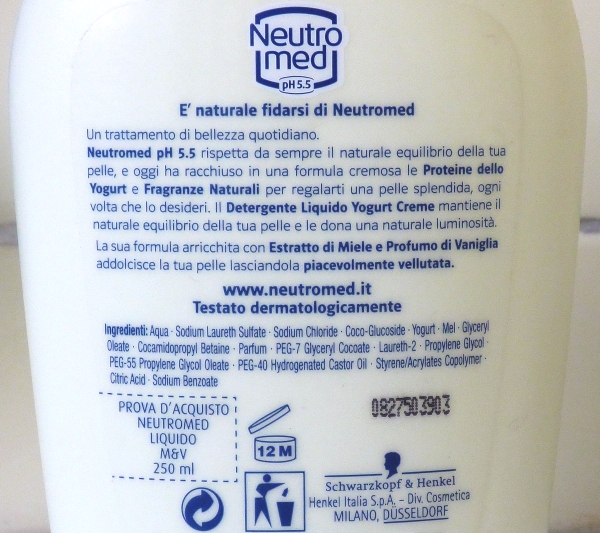 Neutro
med
pH 5.5
E' naturale fidarsi di Neutromed
Un trattamento di bellezza quotidiano.
Neutromed pH 5.5 rispetta da sempre il naturale equilibrio della tua
pelle, e oggi ha racchiuso in una formula cremosa le Proteine dello
Yogurt e Fragranze Naturali per regalarti una pelle splendida, ogni
volta che lo desideri. Il Detergente Liquido Yogurt Creme mantiene il
naturale equilibrio della tua pelle e le dona una naturale luminosità.
La sua formula arricchita con Estratto di Miele e Profumo di Vaniglia
addolcisce la tua pelle lasciandola piacevolmente vellutata.
www.neutromed.it
Testato dermatologicamente
Ingredienti: Aqua · Sodium Laureth Sulfate · Sodium Chloride · Coco-Glucoside · Yogurt · Mel · Glyceryl
Oleate · Cocamidopropyl Betaine · Parfum · PEG-7 Glyceryl Cocoate · Laureth-2 · Propylene Glycol ·
PEG-55 Propylene Glycol Oleate · PEG-40 Hydrogenated Castor Oil · Styrene/Acrylates Copolymer ·
Citric Acid · Sodium Benzoate
PROVA D'ACQUISTO
NEUTROMED
LIQUIDO
M&V
250 ml
12 M
0827503903
Schwarzkopf & Henkel
Henkel Italia S.p.A. – Div. Cosmetica
MILANO, DÜSSELDORF